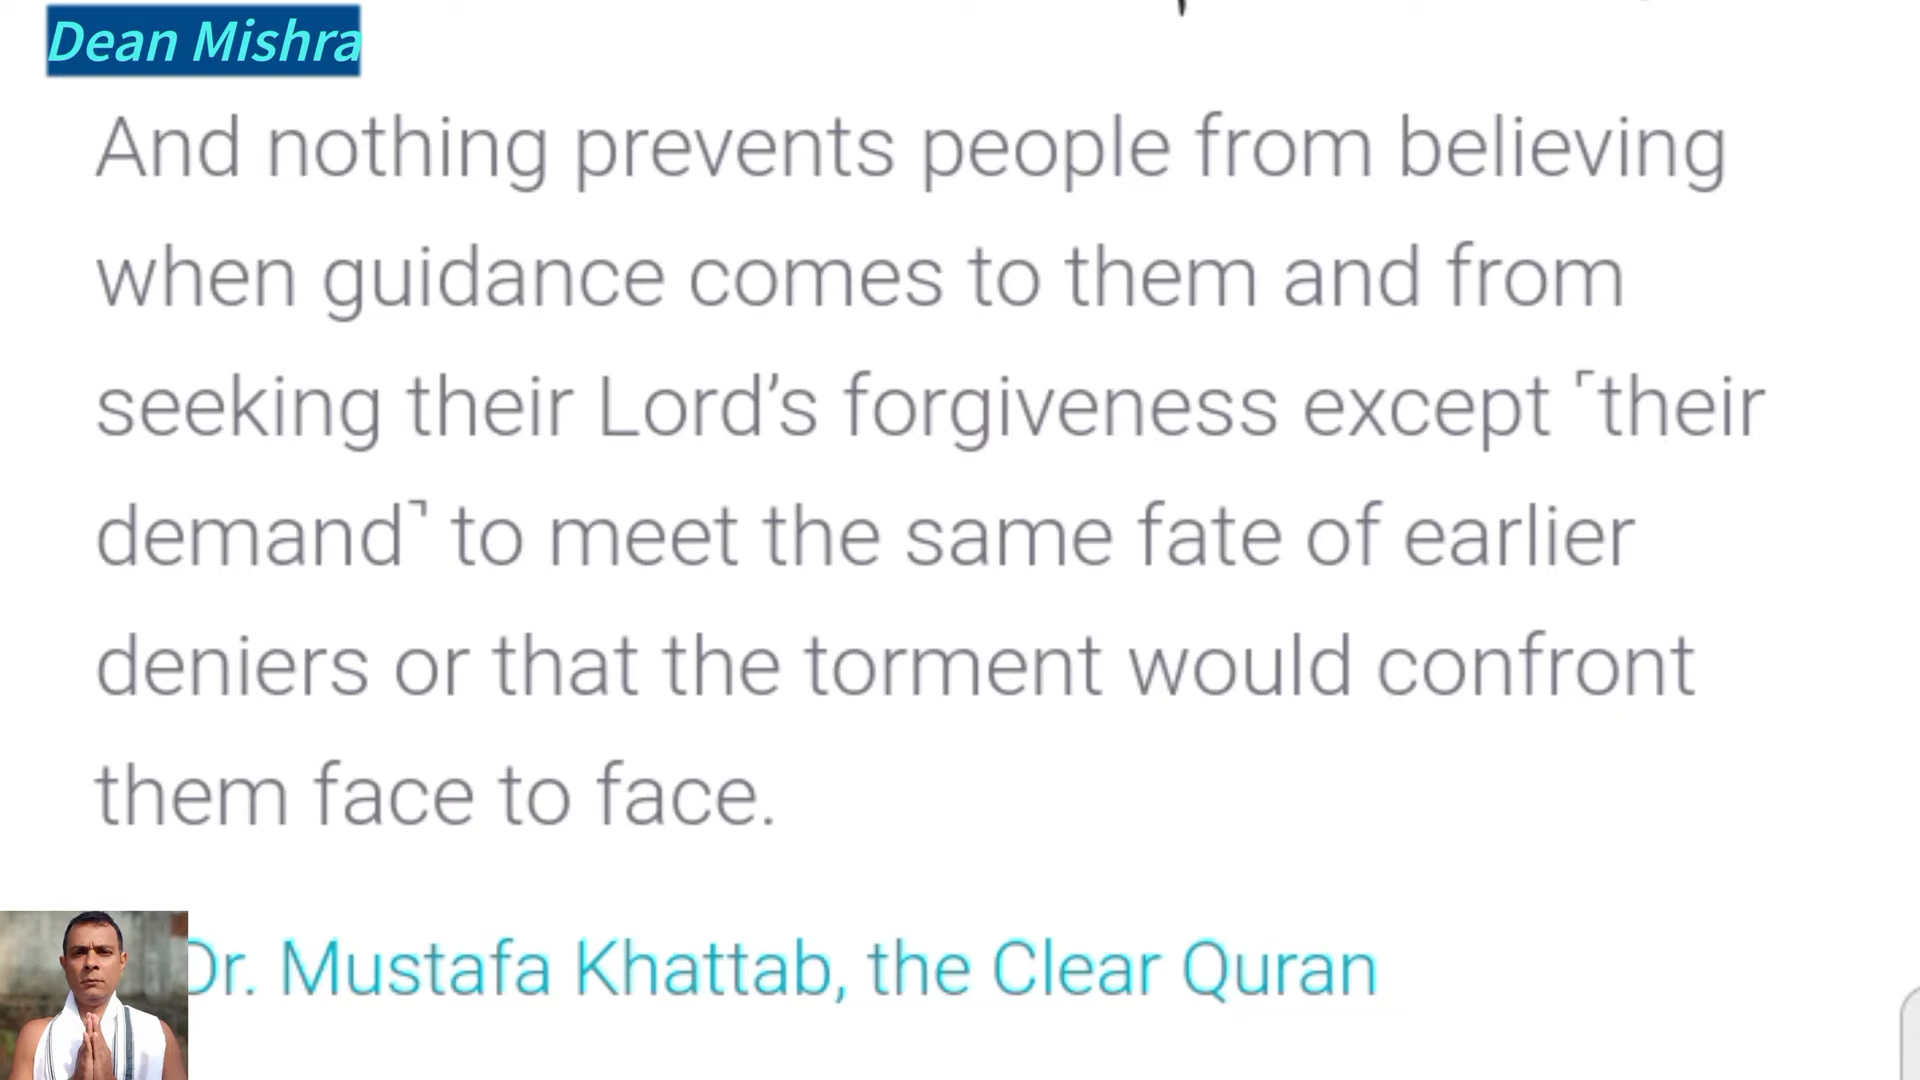 Dean Mishra
And nothing prevents people from believing
when guidance comes to them and from
seeking their Lord’s forgiveness except ˹their
demand˺ to meet the same fate of earlier
deniers or that the torment would confront
them face to face.
Dr. Mustafa Khattab, the Clear Quran